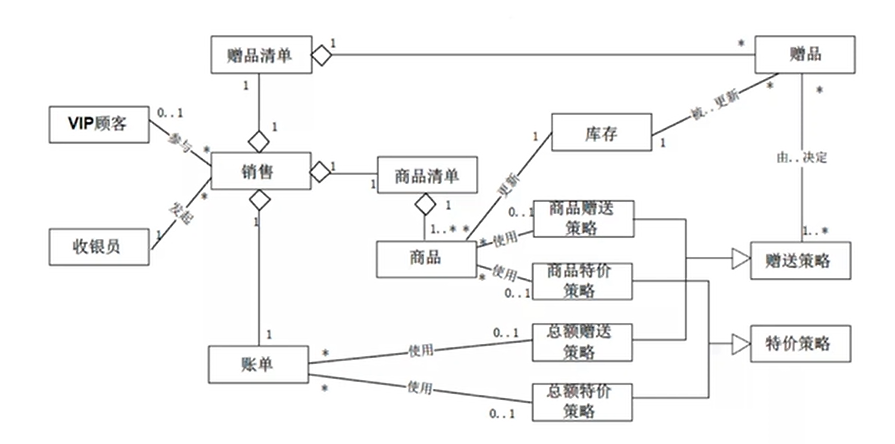 赠品清单
1
*
赠品
1
*
*
VIP顾客
0..1
参与
*
1
销售
1
1
商品清单
1
1
库存
1
被..更新
更新
由..决定
发起
*
1
收银员
1
1..*
*
商品
*
使用
0..1
商品赠送
策略
*
使用
0..1
商品特价
策略
1..*
赠送策略
1
账单
*
使用
0..1
总额赠送
策略
特价策略
*
使用
0..1
总额特价
策略